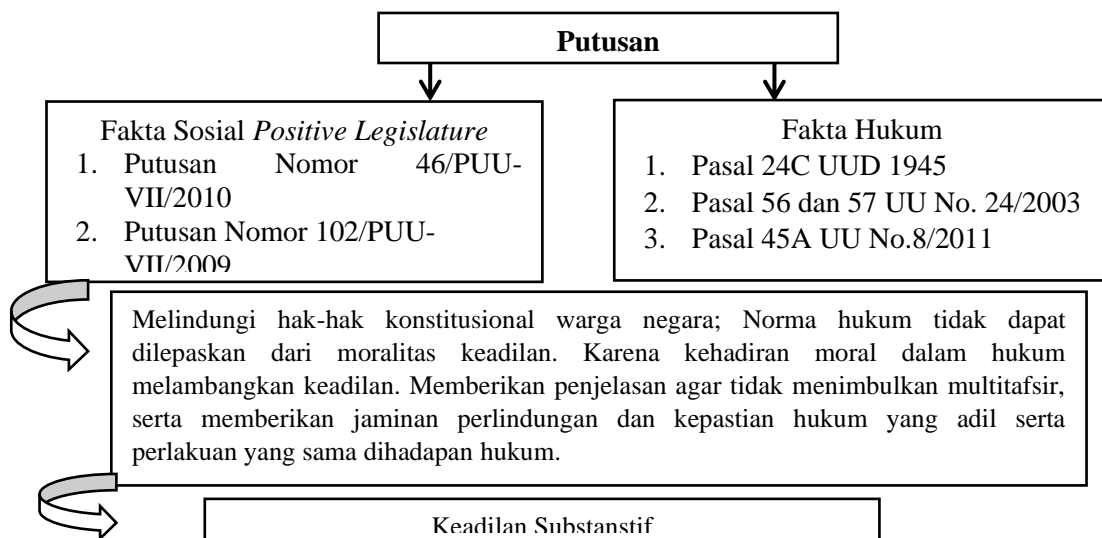 Putusan
Fakta Sosial Positive Legislature
1. Putusan Nomor 46/PUU-
VII/2010
2. Putusan Nomor 102/PUU-
VII/2009
Fakta Hukum
1. Pasal 24C UUD 1945
2. Pasal 56 dan 57 UU No. 24/2003
3. Pasal 45A UU No.8/2011
Melindungi hak-hak konstitusional warga negara; Norma hukum tidak dapat
dilepaskan dari moralitas keadilan. Karena kehadiran moral dalam hukum
melambangkan keadilan. Memberikan penjelasan agar tidak menimbulkan multitafsir,
serta memberikan jaminan perlindungan dan kepastian hukum yang adil serta
perlakuan yang sama dihadapan hukum.
Keadilan Substanstif